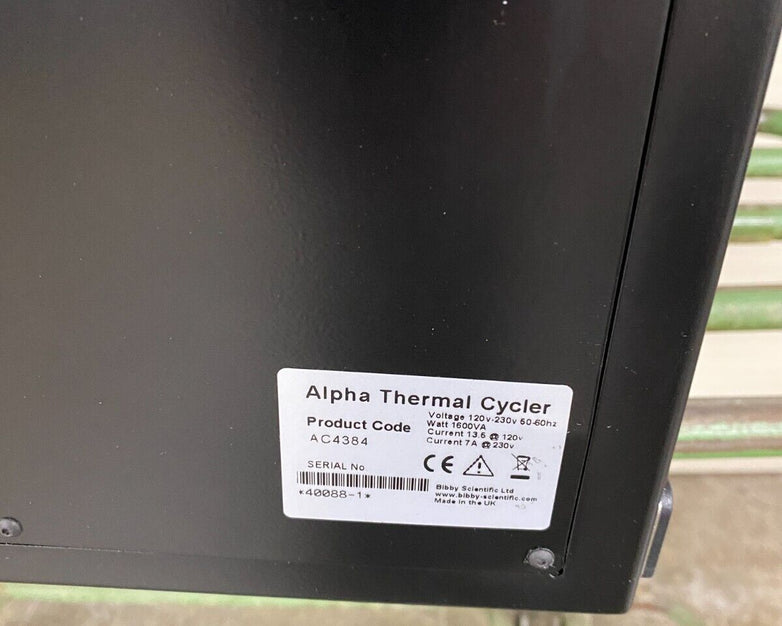 Alpha Thermal Cycler
Product Code
AC4384
Voltage 120v-230v 50-60hz
Watt 1600VA
Current 13.5 @ 120v
Current 7A @ 230v
SERIAL No
*40088-1*
CE
Bibby Scientific Ltd
www.bibby-scientific.com
Made in the UK